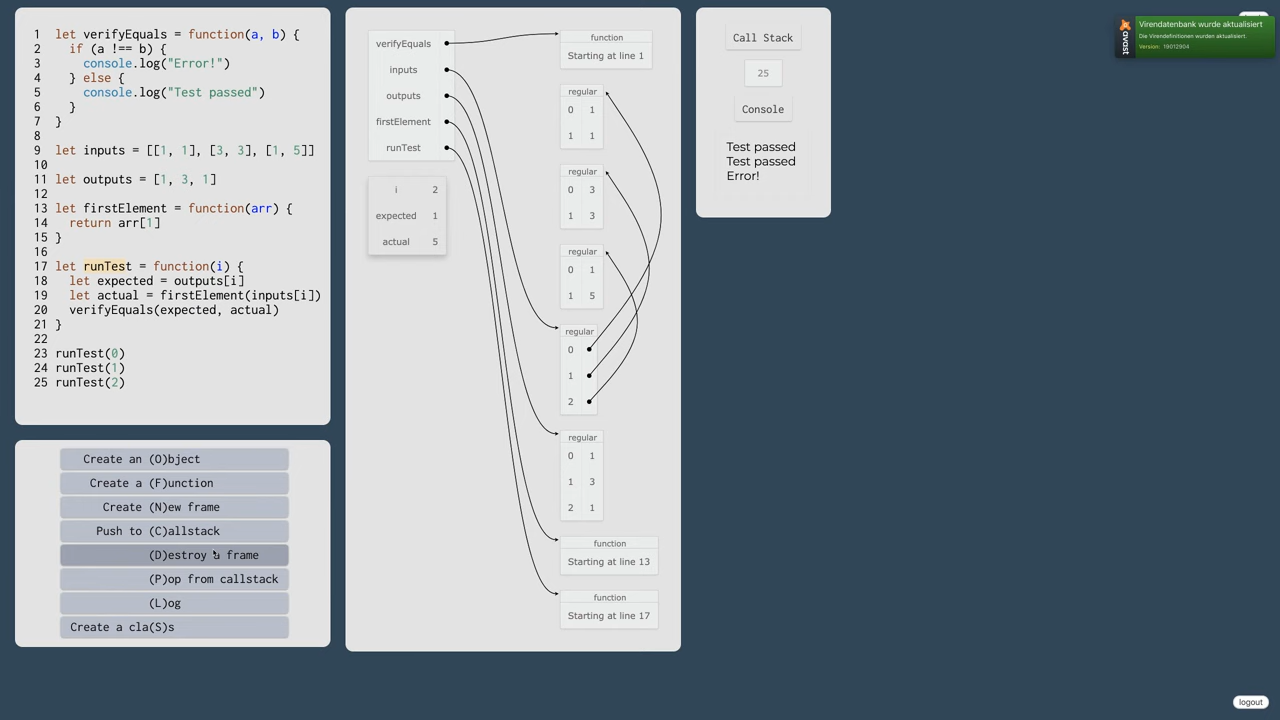 1 let verifyEquals = function(a, b) {
2 if (a !== b) {
3 console.log("Error!")
4 } else {
5 console.log("Test passed")
6 }
7 }
8
9 let inputs = [[1, 1], [3, 3], [1, 5]]
10
11 let outputs = [1, 3, 1]
12
13 let firstElement = function(arr) {
14 return arr[1]
15 }
16
17 let runTest = function(i) {
18 let expected = outputs[i]
19 let actual = firstElement(inputs[i])
20 verifyEquals(expected, actual)
21 }
22
23 runTest(0)
24 runTest(1)
25 runTest(2)
Create an (O)bject
Create a (F)unction
Create (N)ew frame
Push to (C)allstack
(D)estroy a frame
(P)op from callstack
(L)og
Create a cla(S)s
verifyEquals
inputs
outputs
firstElement
runTest
i 2
expected 1
actual 5
function
Starting at line 1
regular
0 1
1 1
regular
0 3
1 3
regular
0 1
1 5
regular
0
1
2
regular
0 1
1 3
2 1
function
Starting at line 13
function
Starting at line 17
Call Stack
25
Console
Test passed
Test passed
Error!
avast
Virendatenbank wurde aktualisiert
Die Virendefinitionen wurden aktualisiert.
Version: 19012904
logout